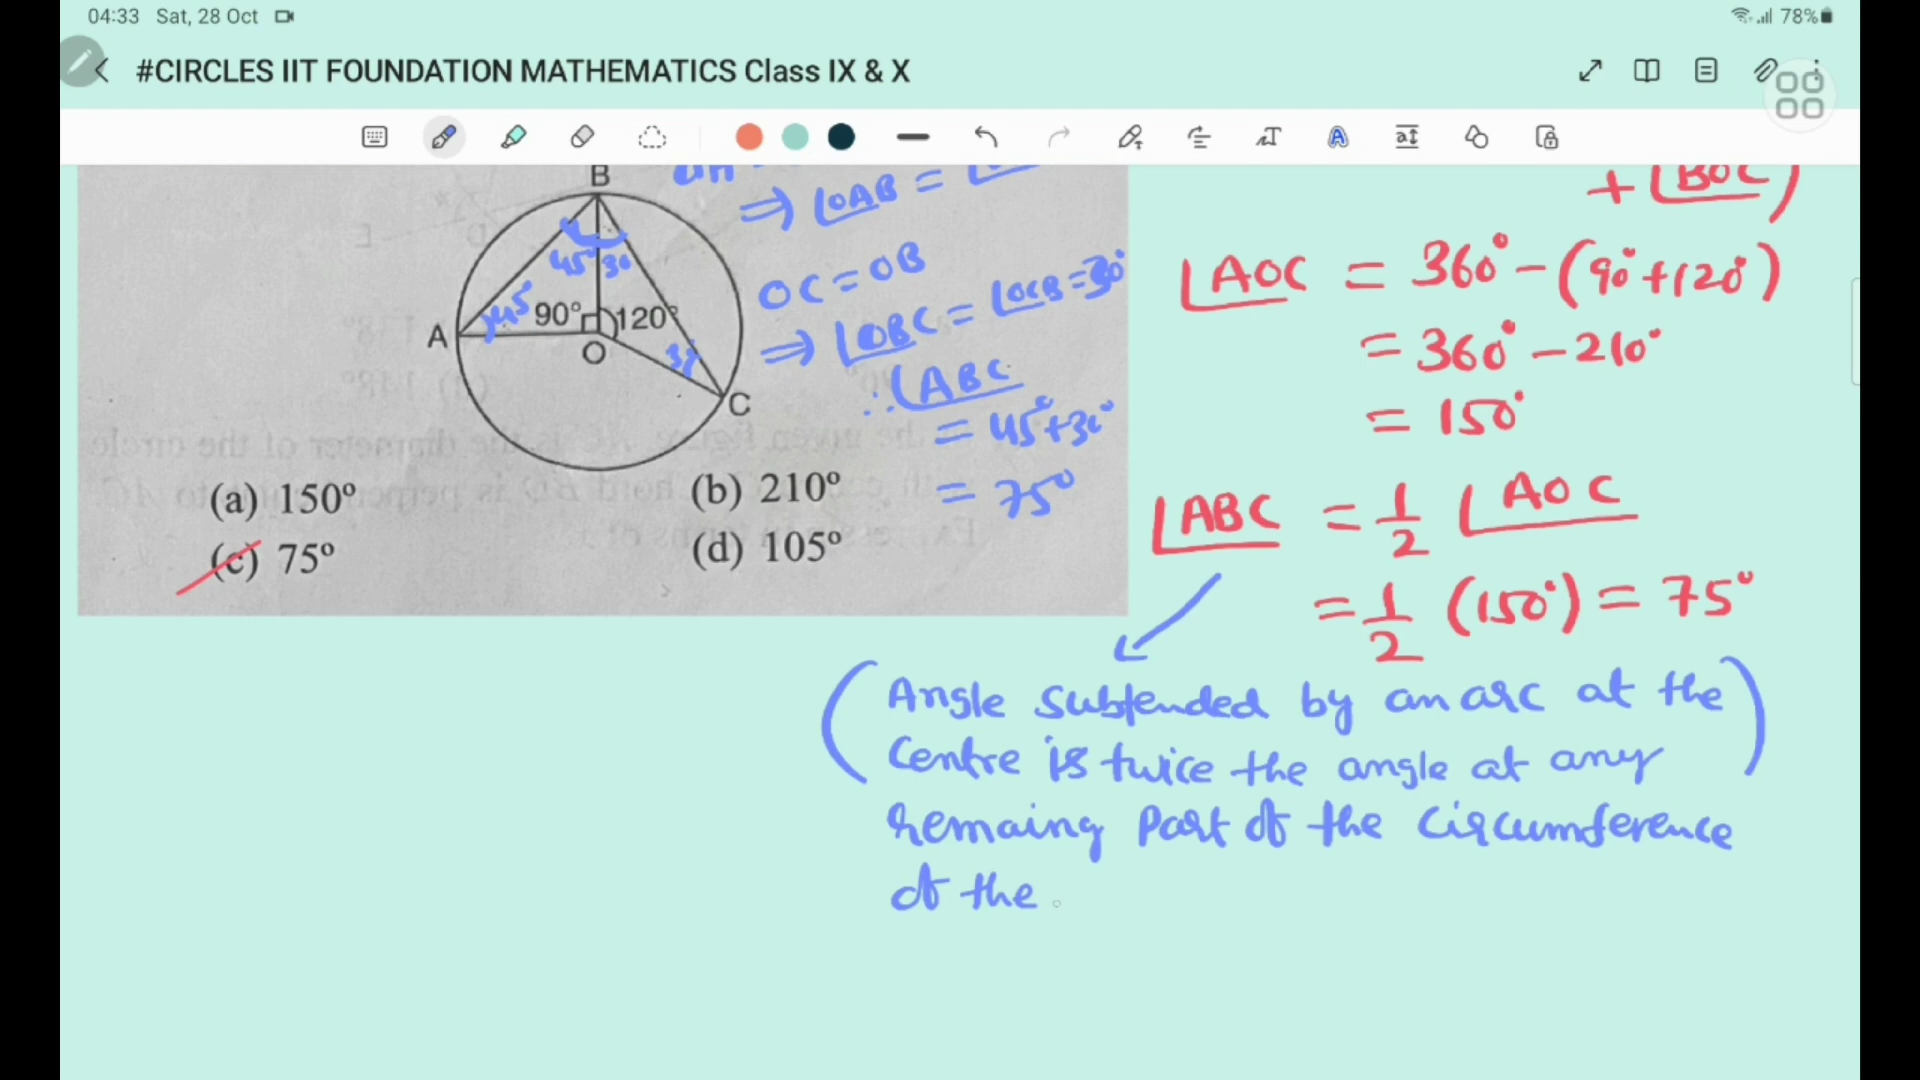 04:33 Sat, 28 Oct
78%
#CIRCLES IIT FOUNDATION MATHEMATICS Class IX & X
B
A
O
C
90° 120°
45° 30
45°
(a) 150°
(b) 210°
(c) 75°
(d) 105°
⇒ ∠OAB =
OC = OB
⇒ ∠OBC = ∠OCB = 30°
∴ ∠ABC
= 45° + 30°
= 75°
+ ∠BOC)
∠AOC = 360° - (90° + 120°)
= 360° - 210°
= 150°
∠ABC = 1/2 ∠AOC
= 1/2 (150°) = 75°
(Angle subtended by an arc at the)
Centre is twice the angle at any
remaing part of the circumference
of the